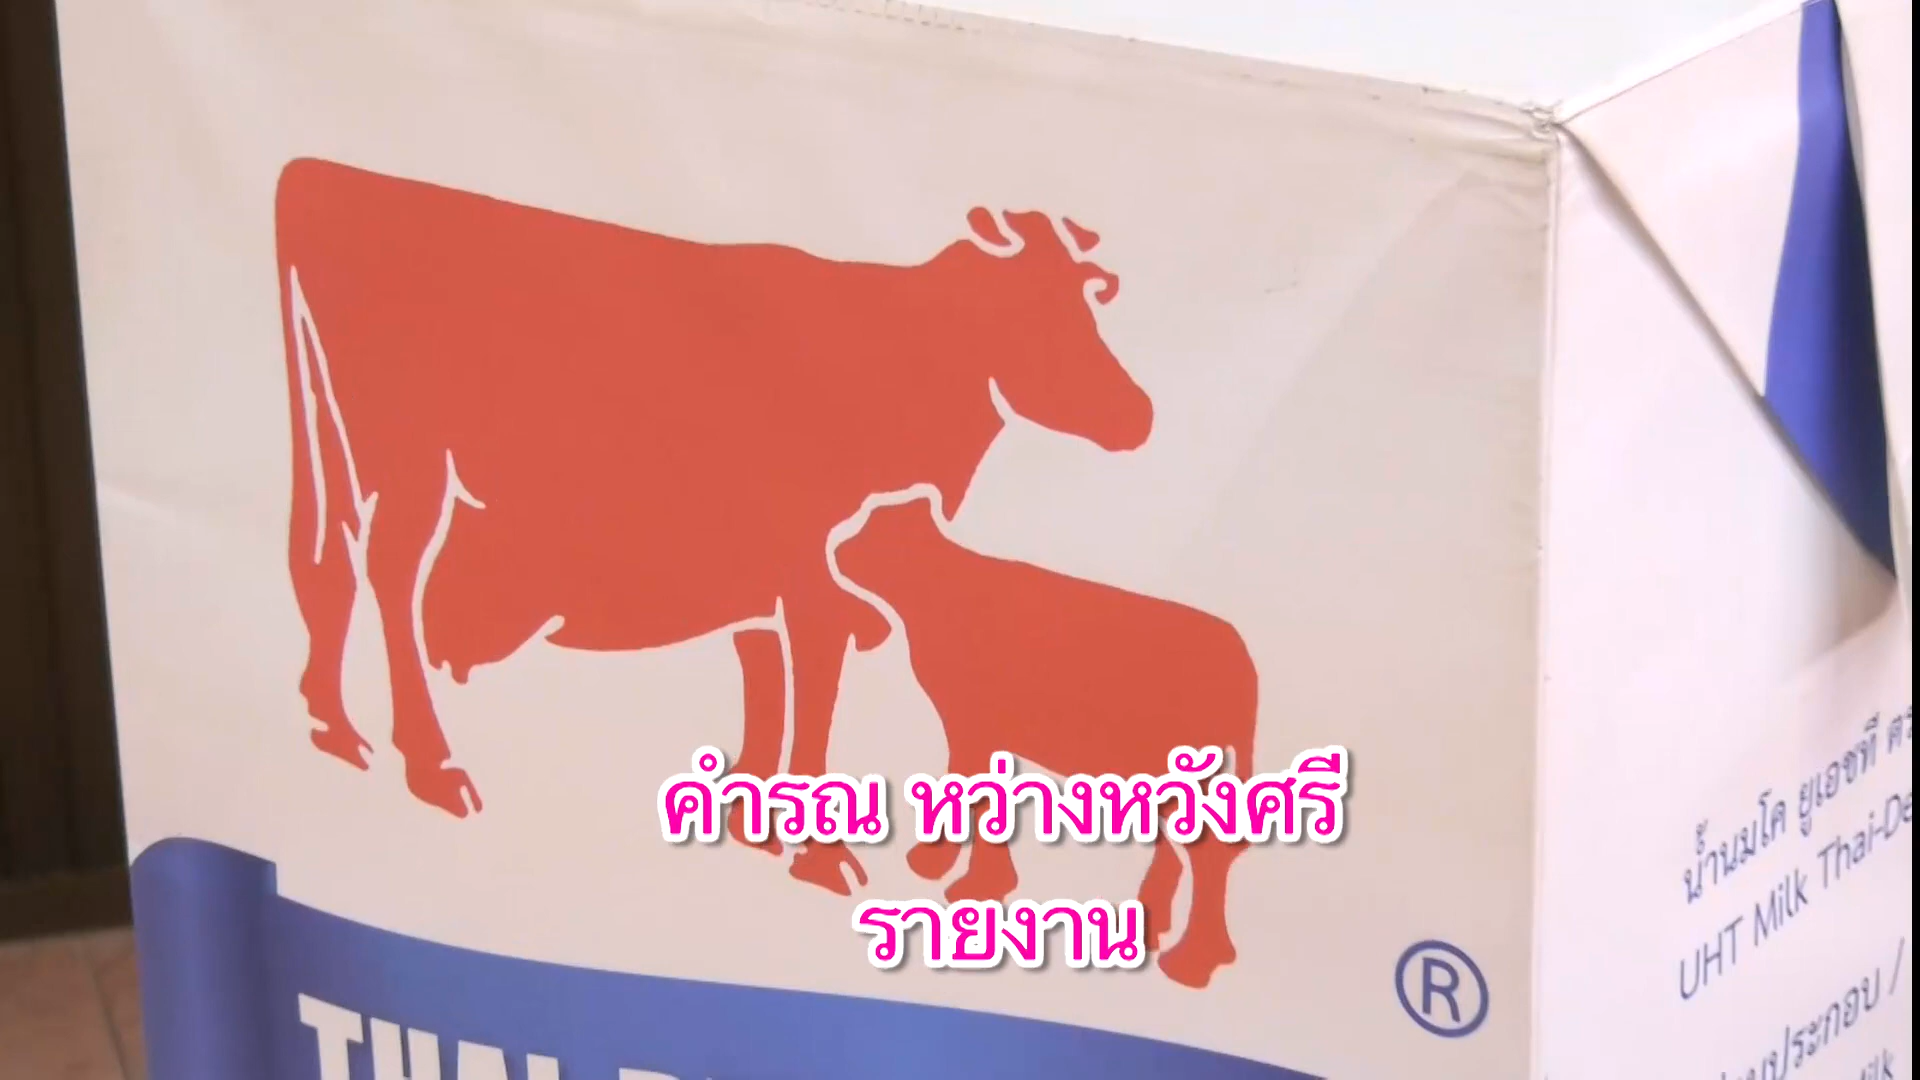 คำรณ หว่างหวังศรี
รายงาน
®
THAI
น้ำนมโค ยูเอชที
UHT Milk Thai-De